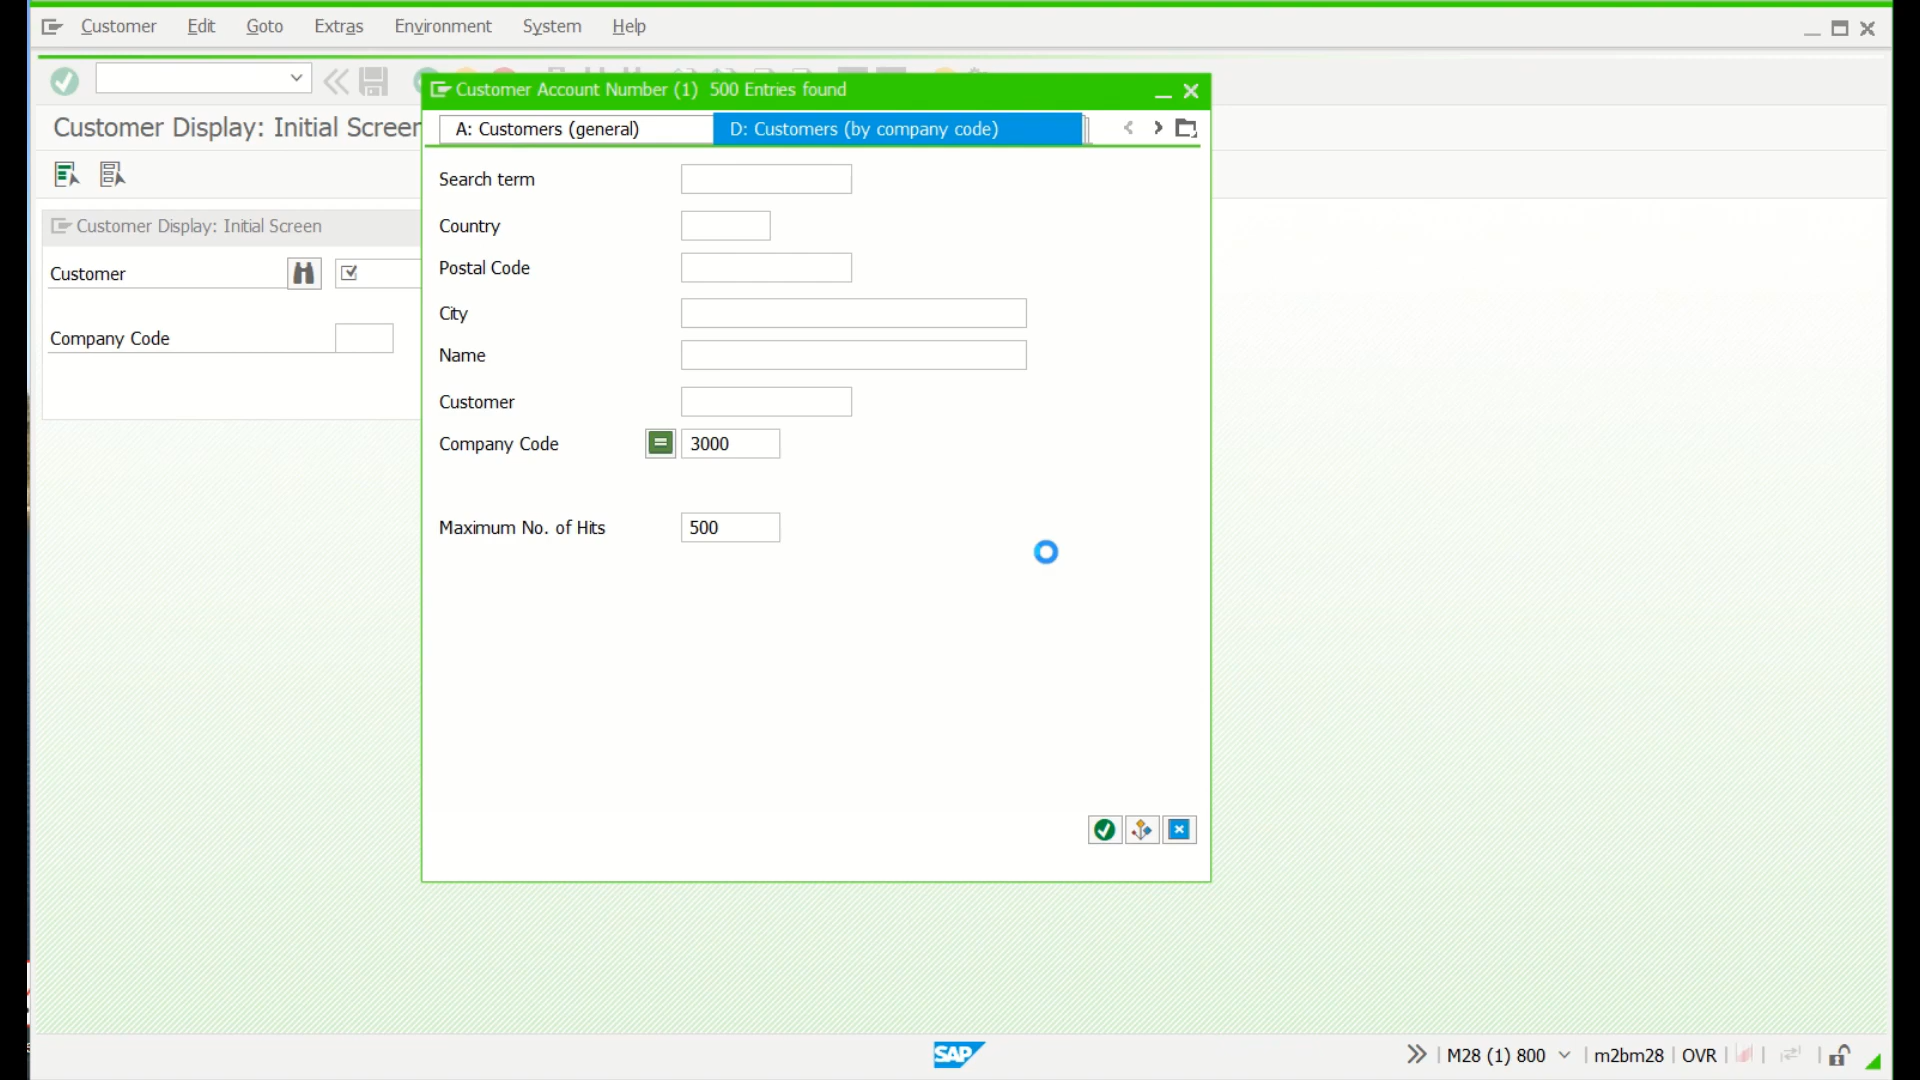 Customer Edit Goto Extras Environment System Help
Customer Display: Initial Screen
Customer Display: Initial Screen
Customer
Company Code
Customer Account Number (1) 500 Entries found
A: Customers (general) D: Customers (by company code)
Search term
Country
Postal Code
City
Name
Customer
Company Code 3000
Maximum No. of Hits 500
SAP M28 (1) 800 m2bm28 OVR